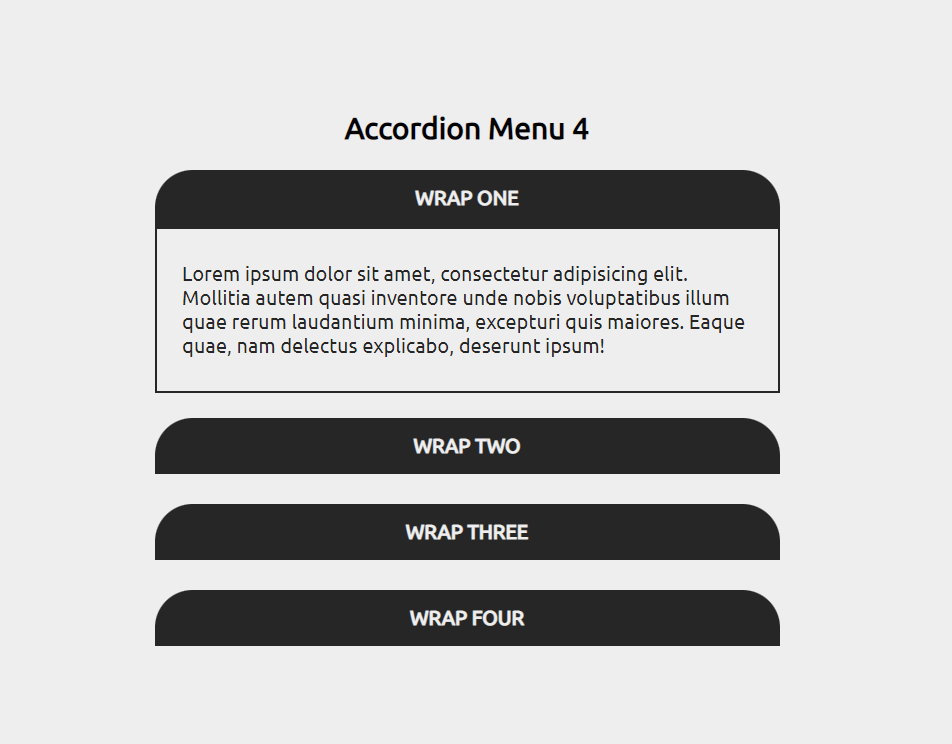 Accordion Menu 4
WRAP ONE
Lorem ipsum dolor sit amet, consectetur adipisicing elit.
Mollitia autem quasi inventore unde nobis voluptatibus illum
quae rerum laudantium minima, excepturi quis maiores. Eaque
quae, nam delectus explicabo, deserunt ipsum!
WRAP TWO
WRAP THREE
WRAP FOUR